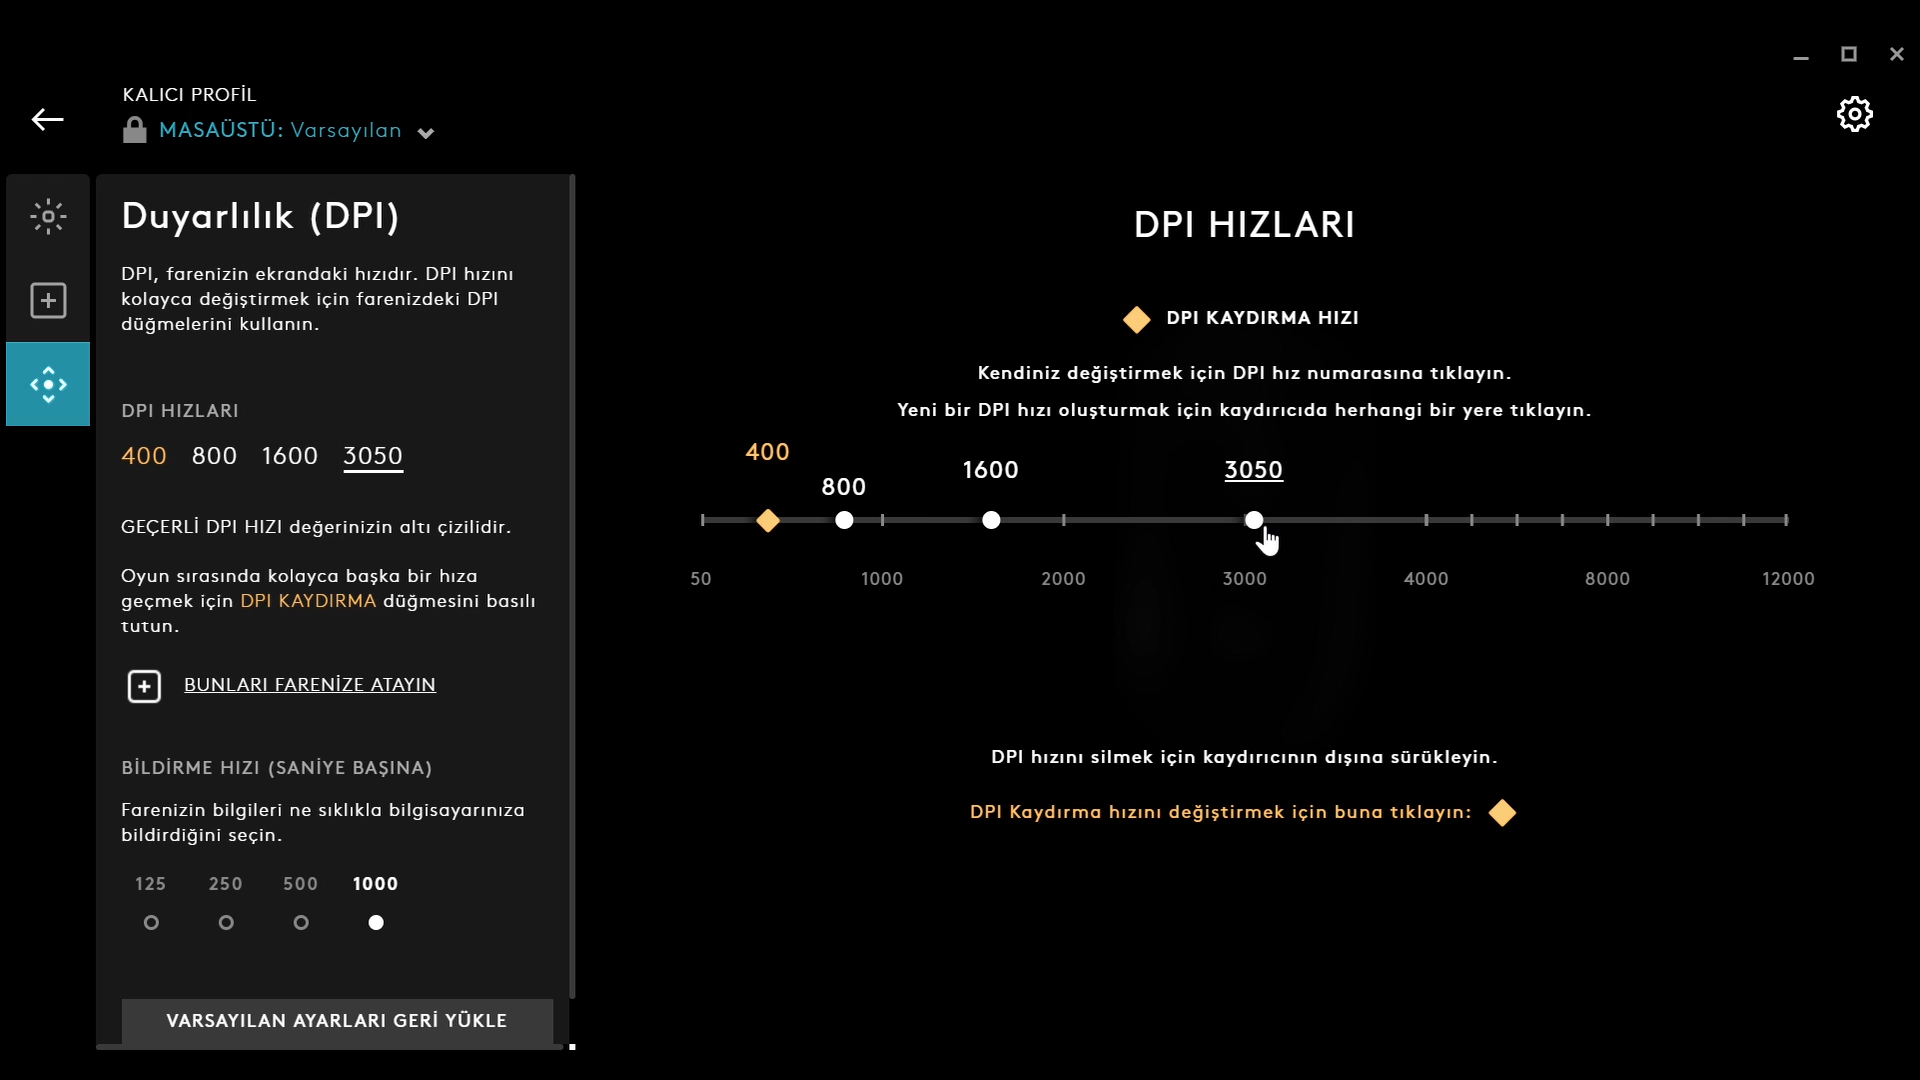 KALICI PROFİL
MASAÜSTÜ: Varsayılan
Duyarlılık (DPI)
DPI, farenizin ekrandaki hızıdır. DPI hızını
kolayca değiştirmek için farenizdeki DPI
düğmelerini kullanın.
DPI HIZLARI
400 800 1600 3050
GEÇERLİ DPI HIZI değerinizin altı çizilidir.
Oyun sırasında kolayca başka bir hıza
geçmek için DPI KAYDIRMA düğmesini basılı
tutun.
BUNLARI FARENİZE ATAYIN
BİLDİRME HIZI (SANİYE BAŞINA)
Farenizin bilgileri ne sıklıkla bilgisayarınıza
bildirdiğini seçin.
125 250 500 1000
VARSAYILAN AYARLARI GERİ YÜKLE
DPI HIZLARI
DPI KAYDIRMA HIZI
Kendiniz değiştirmek için DPI hız numarasına tıklayın.
Yeni bir DPI hızı oluşturmak için kaydırıcıda herhangi bir yere tıklayın.
400 800 1600 3050
50 1000 2000 3000 4000 8000 12000
DPI hızını silmek için kaydırıcının dışına sürükleyin.
DPI Kaydırma hızını değiştirmek için buna tıklayın: